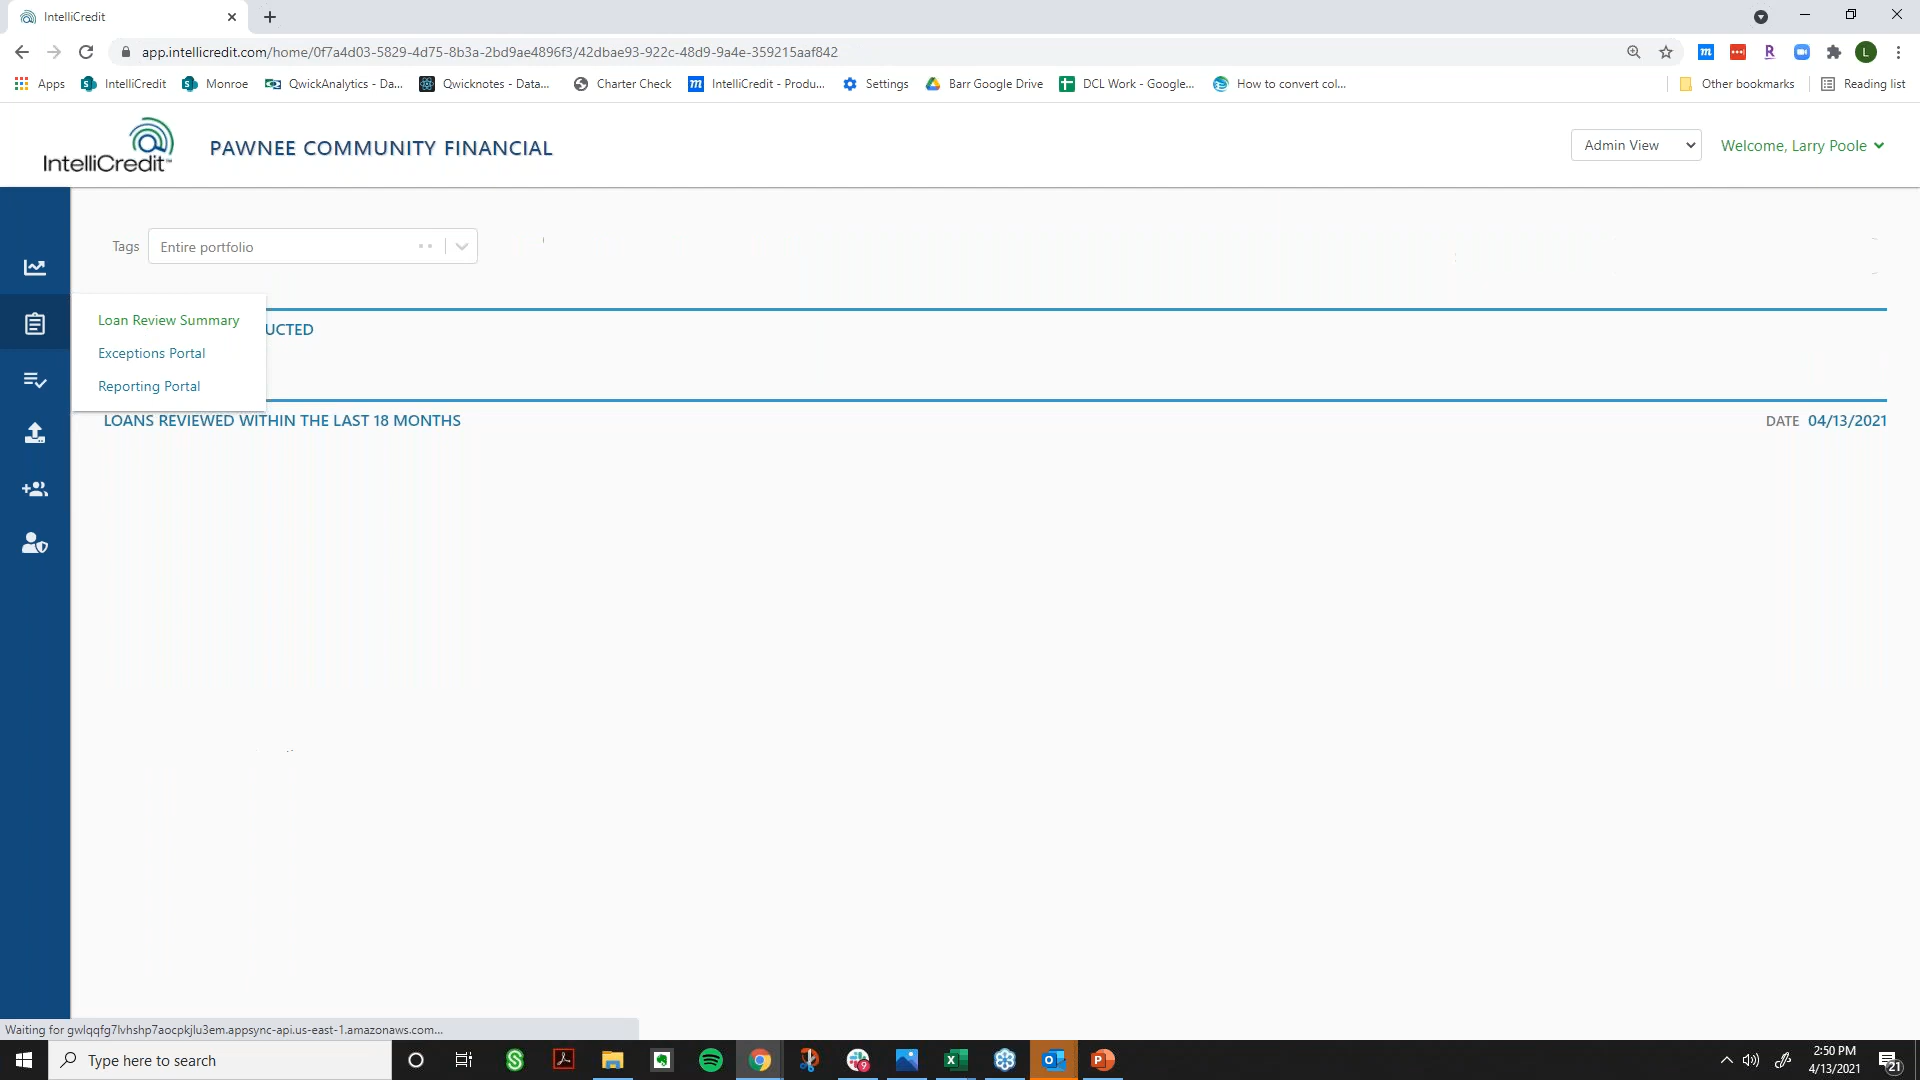 IntelliCredit
app.intellicredit.com/home/0f7a4d03-5829-4d75-8b3a-2bd9ae4896f3/42dbae93-922c-48d9-9a4e-359215aaf842
L
Apps
IntelliCredit
Monroe
QwickAnalytics - Da...
Qwicknotes - Data...
Charter Check
IntelliCredit - Produ...
Settings
Barr Google Drive
DCL Work - Google...
How to convert col...
Other bookmarks
Reading list
IntelliCredit
PAWNEE COMMUNITY FINANCIAL
Admin View
Welcome, Larry Poole
Tags
Entire portfolio
Loan Review Summary
UCTED
Exceptions Portal
Reporting Portal
LOANS REVIEWED WITHIN THE LAST 18 MONTHS
DATE 04/13/2021
Waiting for gwlqqfg7lvhshp7aocpkjlu3em.appsync-api.us-east-1.amazonaws.com...
Type here to search
2:50 PM
4/13/2021
21